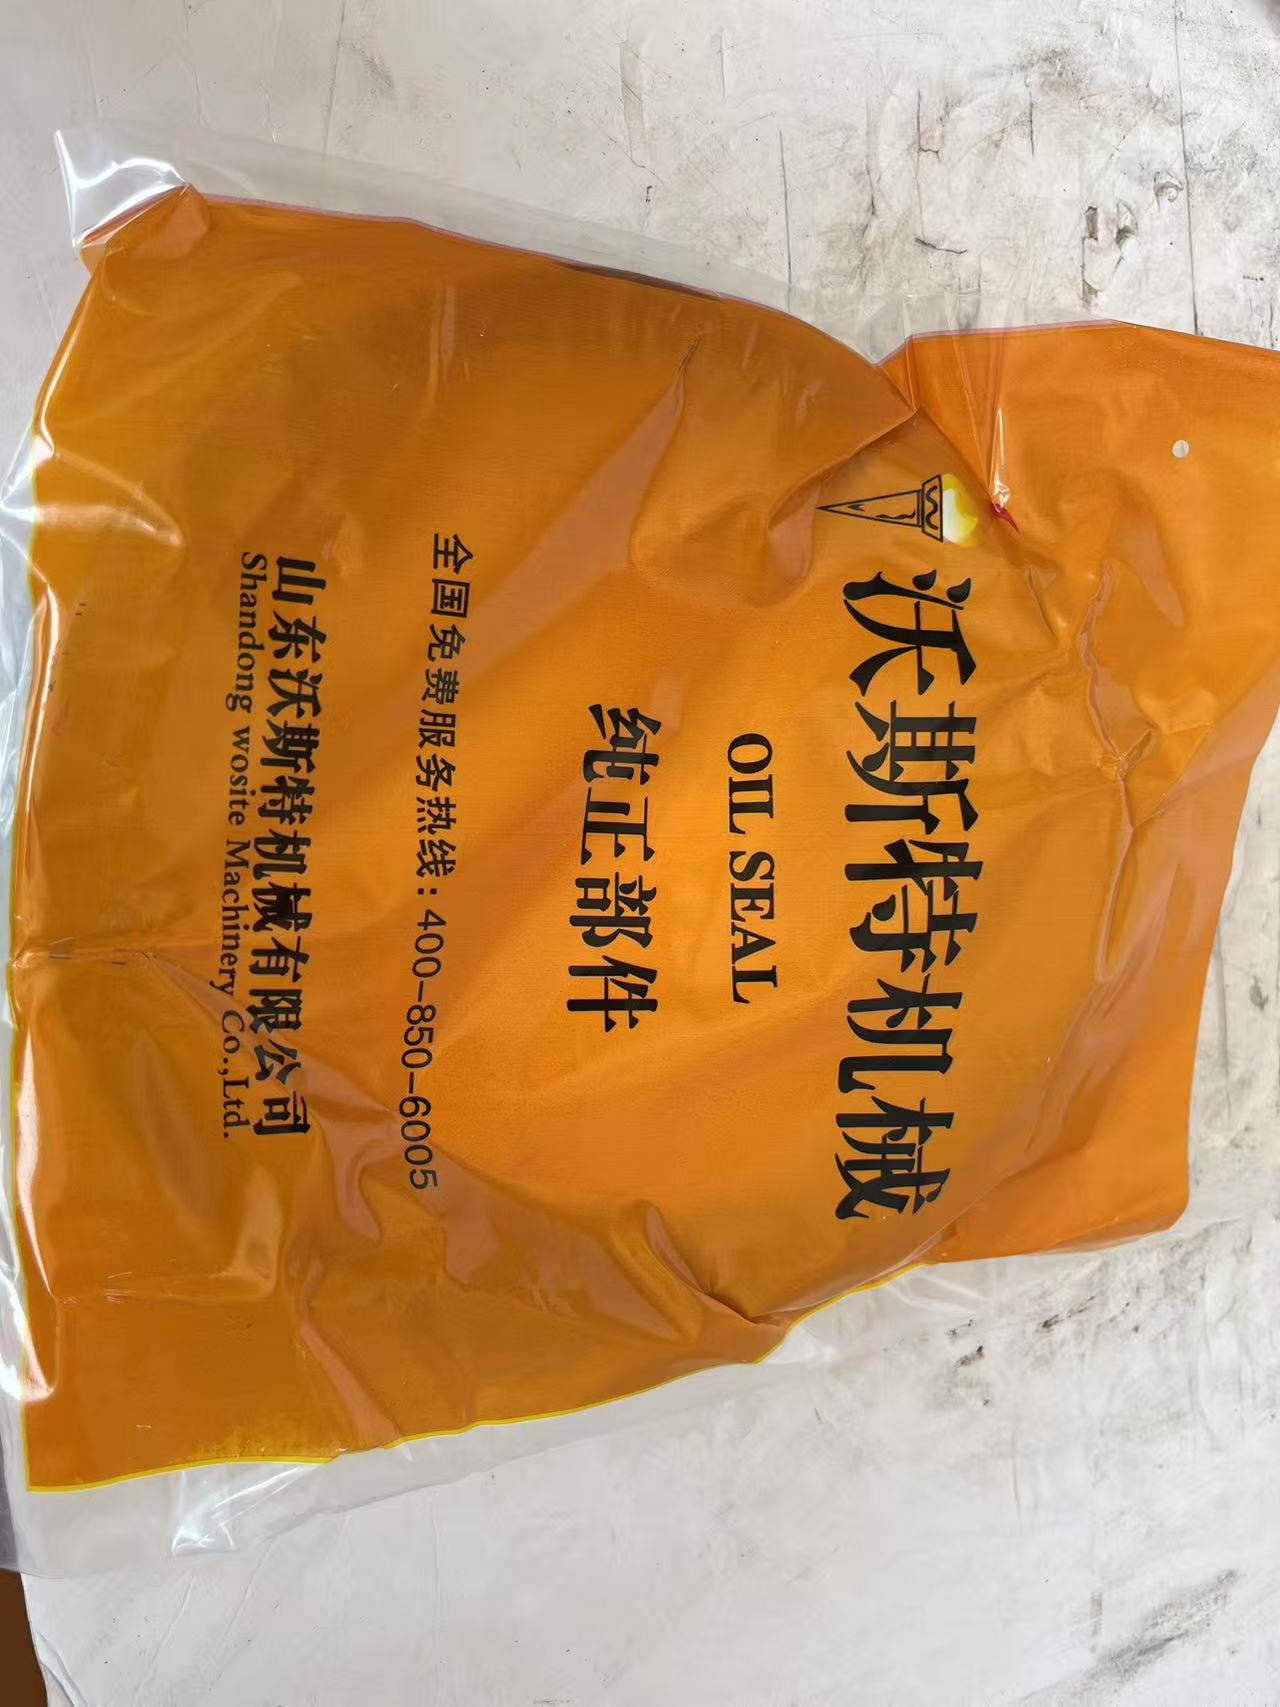 沃斯特机械
OIL SEAL
纯正部件
全国免费服务热线：400-850-6005
山东沃斯特机械有限公司
Shandong wosite Machinery Co.,Ltd.